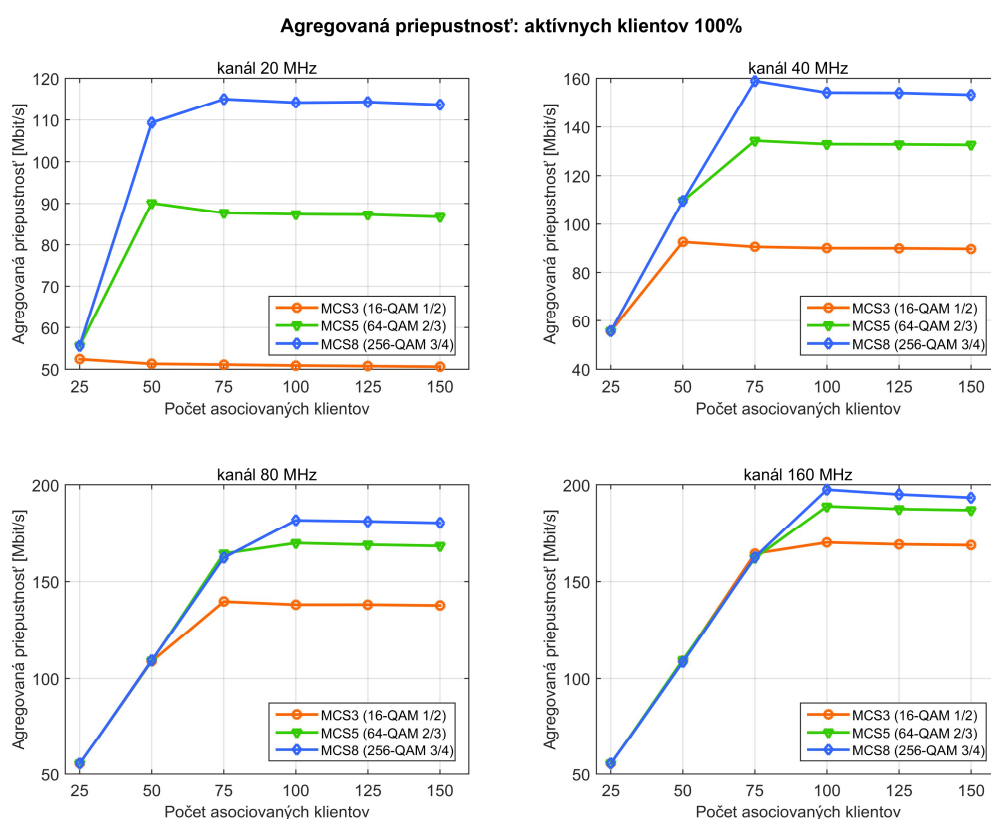 Agregovaná priepustnosť: aktívnych klientov 100%
kanál 20 MHz
Agregovaná priepustnosť [Mbit/s]
120
110
100
90
80
70
60
50
MCS3 (16-QAM 1/2)
MCS5 (64-QAM 2/3)
MCS8 (256-QAM 3/4)
25 50 75 100 125 150
Počet asociovaných klientov
kanál 40 MHz
Agregovaná priepustnosť [Mbit/s]
160
140
120
100
80
60
40
MCS3 (16-QAM 1/2)
MCS5 (64-QAM 2/3)
MCS8 (256-QAM 3/4)
25 50 75 100 125 150
Počet asociovaných klientov
kanál 80 MHz
Agregovaná priepustnosť [Mbit/s]
200
150
100
50
MCS3 (16-QAM 1/2)
MCS5 (64-QAM 2/3)
MCS8 (256-QAM 3/4)
25 50 75 100 125 150
Počet asociovaných klientov
kanál 160 MHz
Agregovaná priepustnosť [Mbit/s]
200
150
100
50
MCS3 (16-QAM 1/2)
MCS5 (64-QAM 2/3)
MCS8 (256-QAM 3/4)
25 50 75 100 125 150
Počet asociovaných klientov